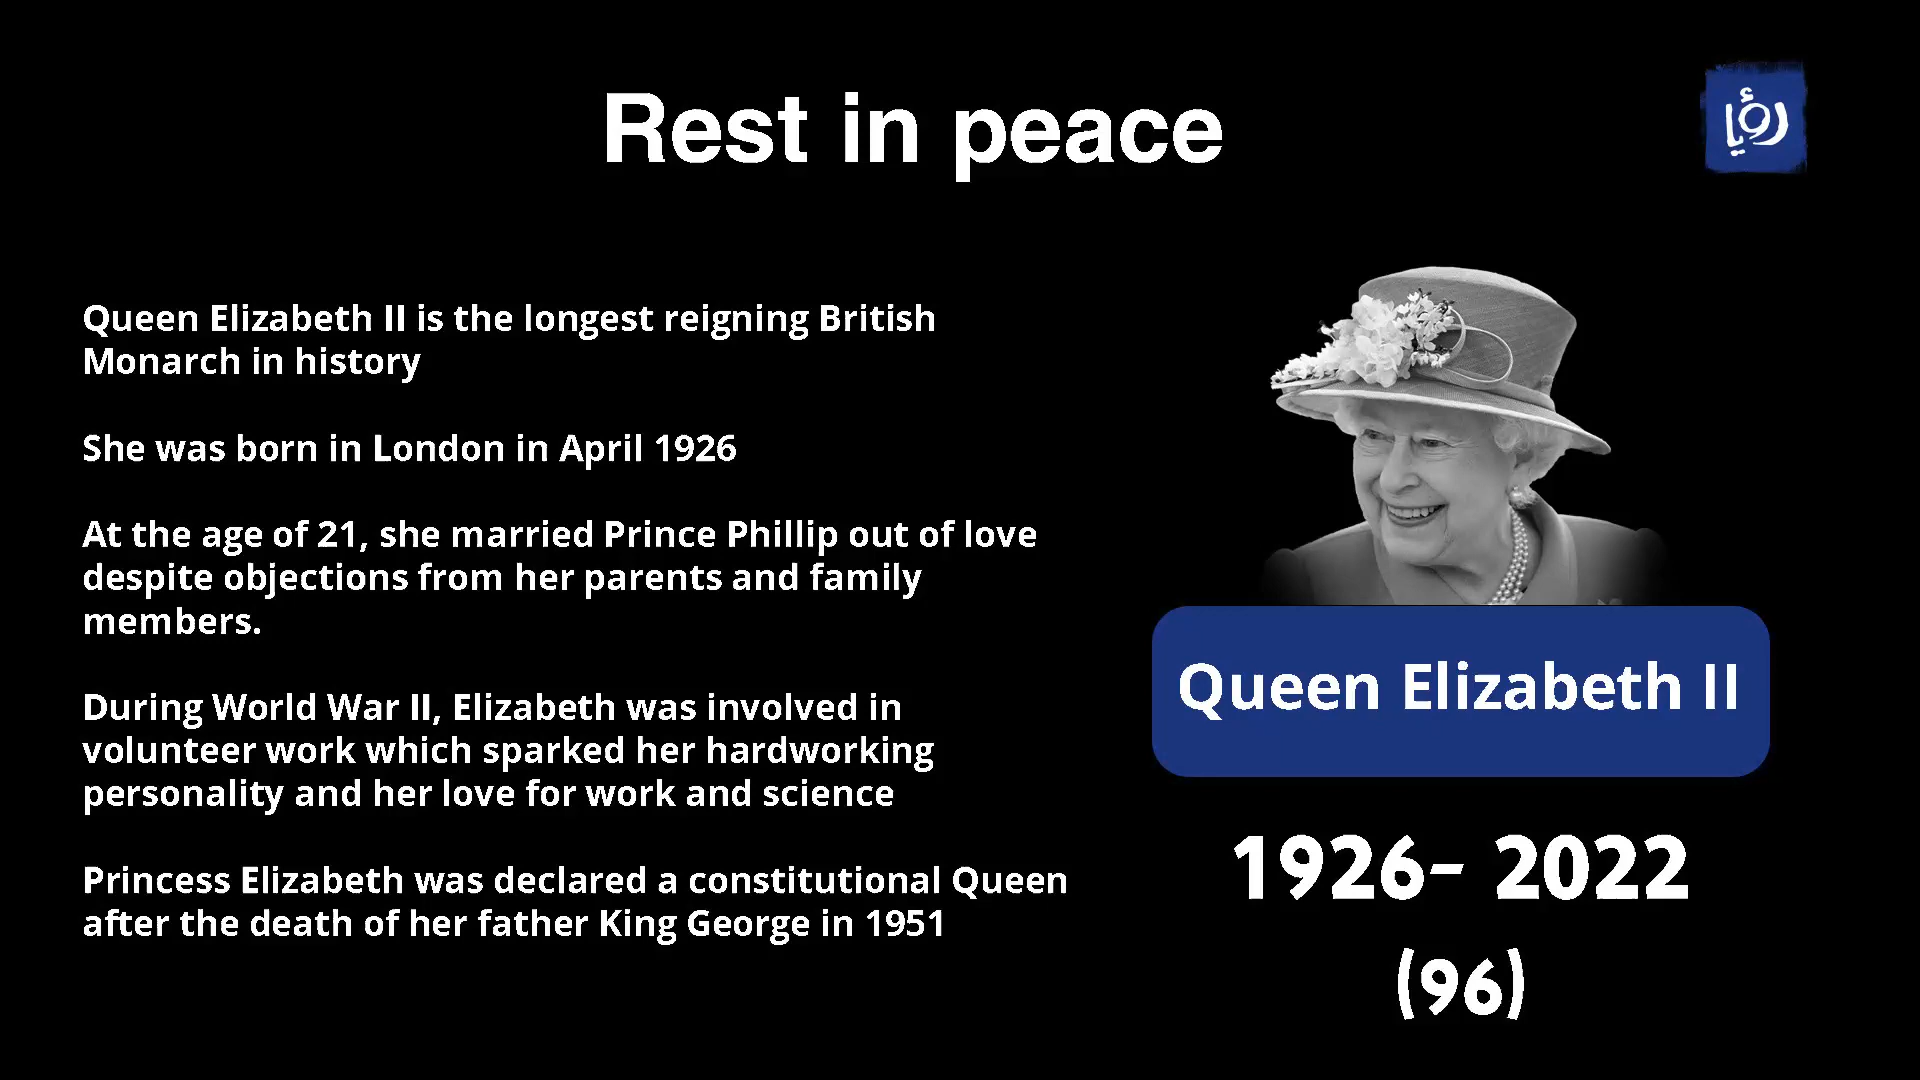 Rest in peace
رؤيا
Queen Elizabeth II is the longest reigning British
Monarch in history
She was born in London in April 1926
At the age of 21, she married Prince Phillip out of love
despite objections from her parents and family
members.
During World War II, Elizabeth was involved in
volunteer work which sparked her hardworking
personality and her love for work and science
Princess Elizabeth was declared a constitutional Queen
after the death of her father King George in 1951
Queen Elizabeth II
1926- 2022
(96)